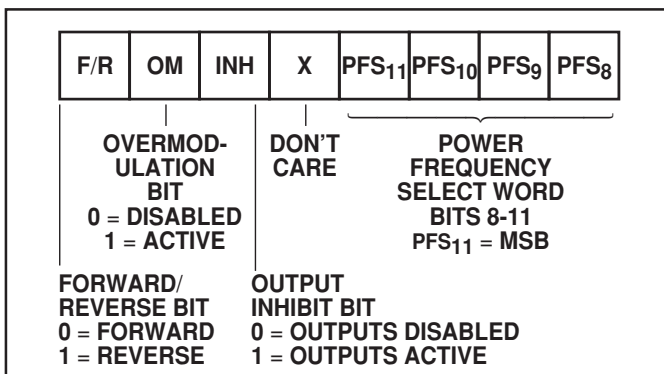 F/R OM INH X PFS11 PFS10 PFS9 PFS8
OVERMOD-
ULATION
BIT
0 = DISABLED
1 = ACTIVE
DON'T
CARE
POWER
FREQUENCY
SELECT WORD
BITS 8-11
PFS11 = MSB
FORWARD/
REVERSE BIT
0 = FORWARD
1 = REVERSE
OUTPUT
INHIBIT BIT
0 = OUTPUTS DISABLED
1 = OUTPUTS ACTIVE